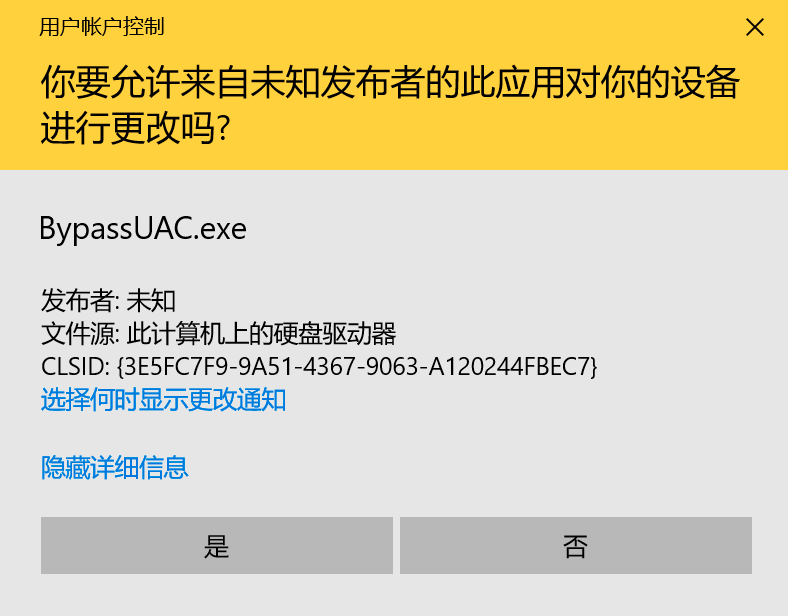 用户帐户控制
你要允许来自未知发布者的此应用对你的设备
进行更改吗?
BypassUAC.exe
发布者: 未知
文件源: 此计算机上的硬盘驱动器
CLSID: {3E5FC7F9-9A51-4367-9063-A120244FBEC7}
选择何时显示更改通知
隐藏详细信息
是
否